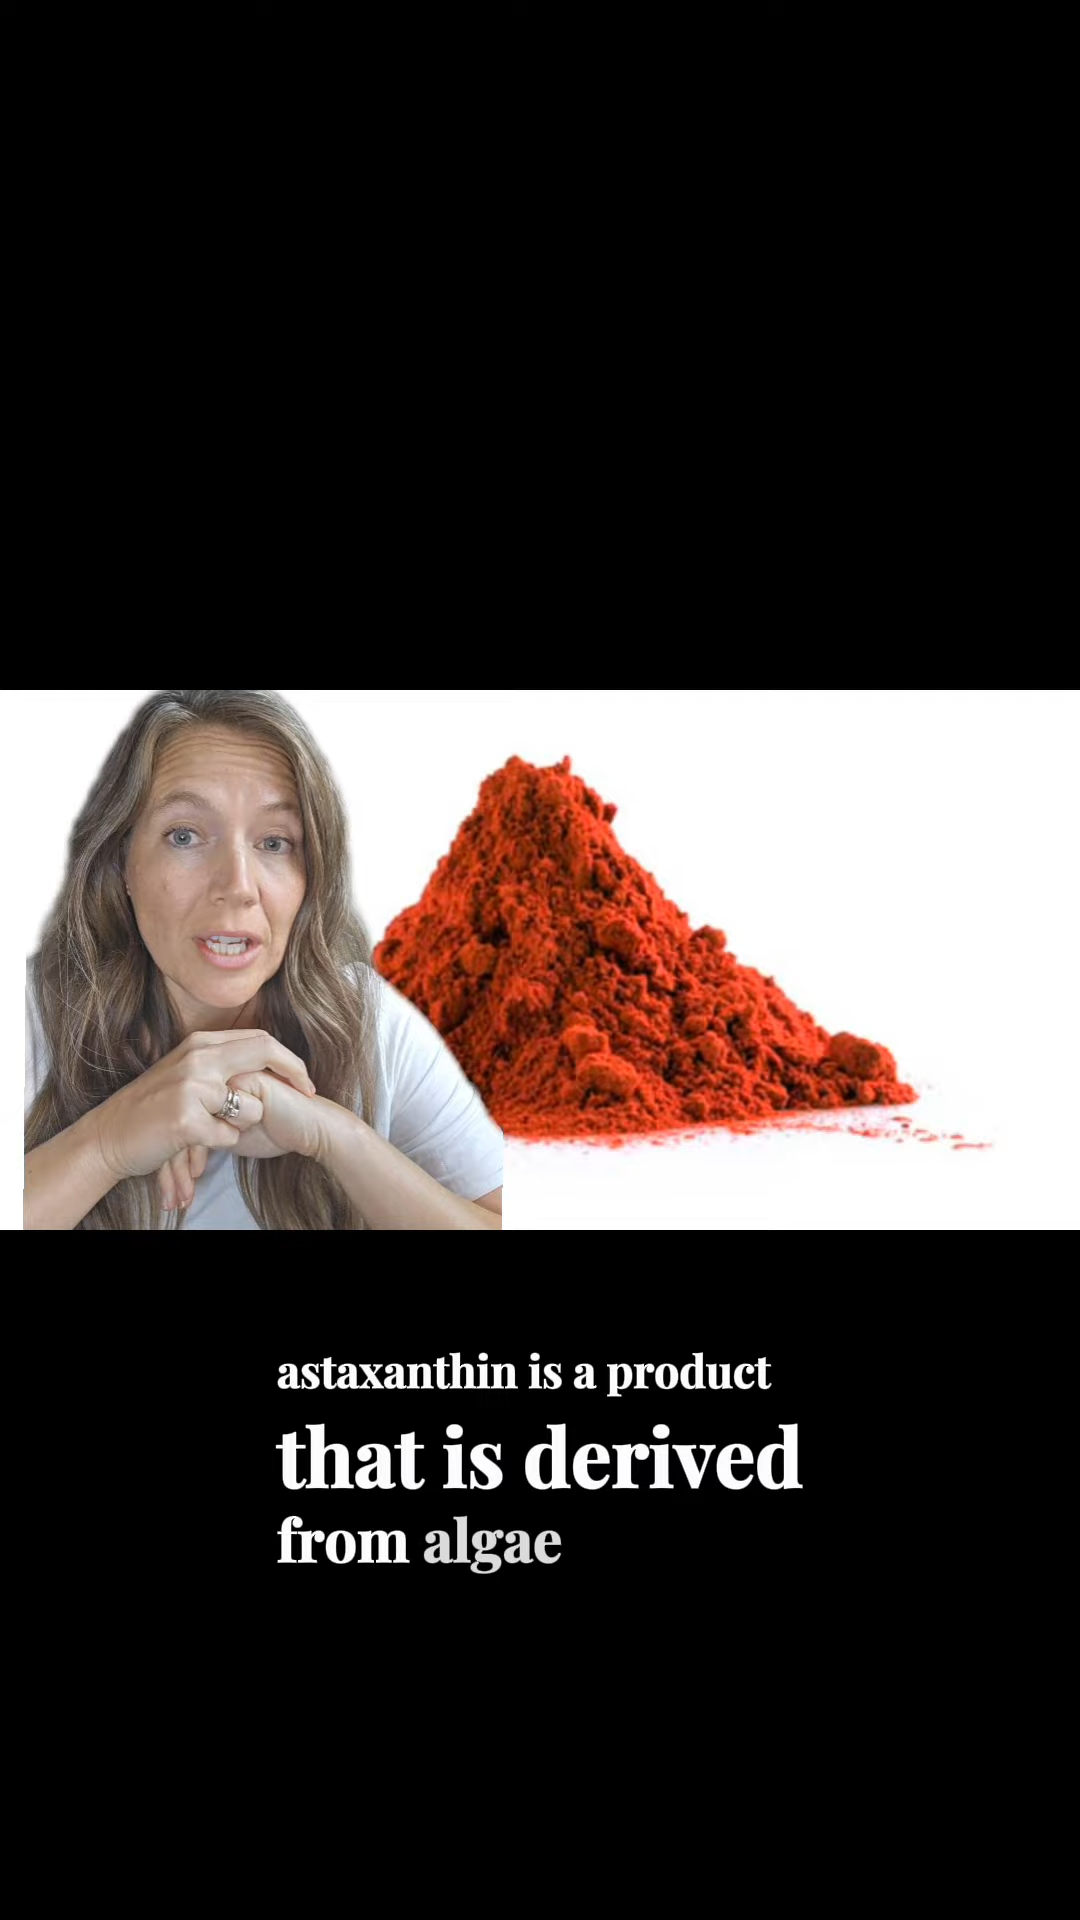 astaxanthin is a product
that is derived
from algae